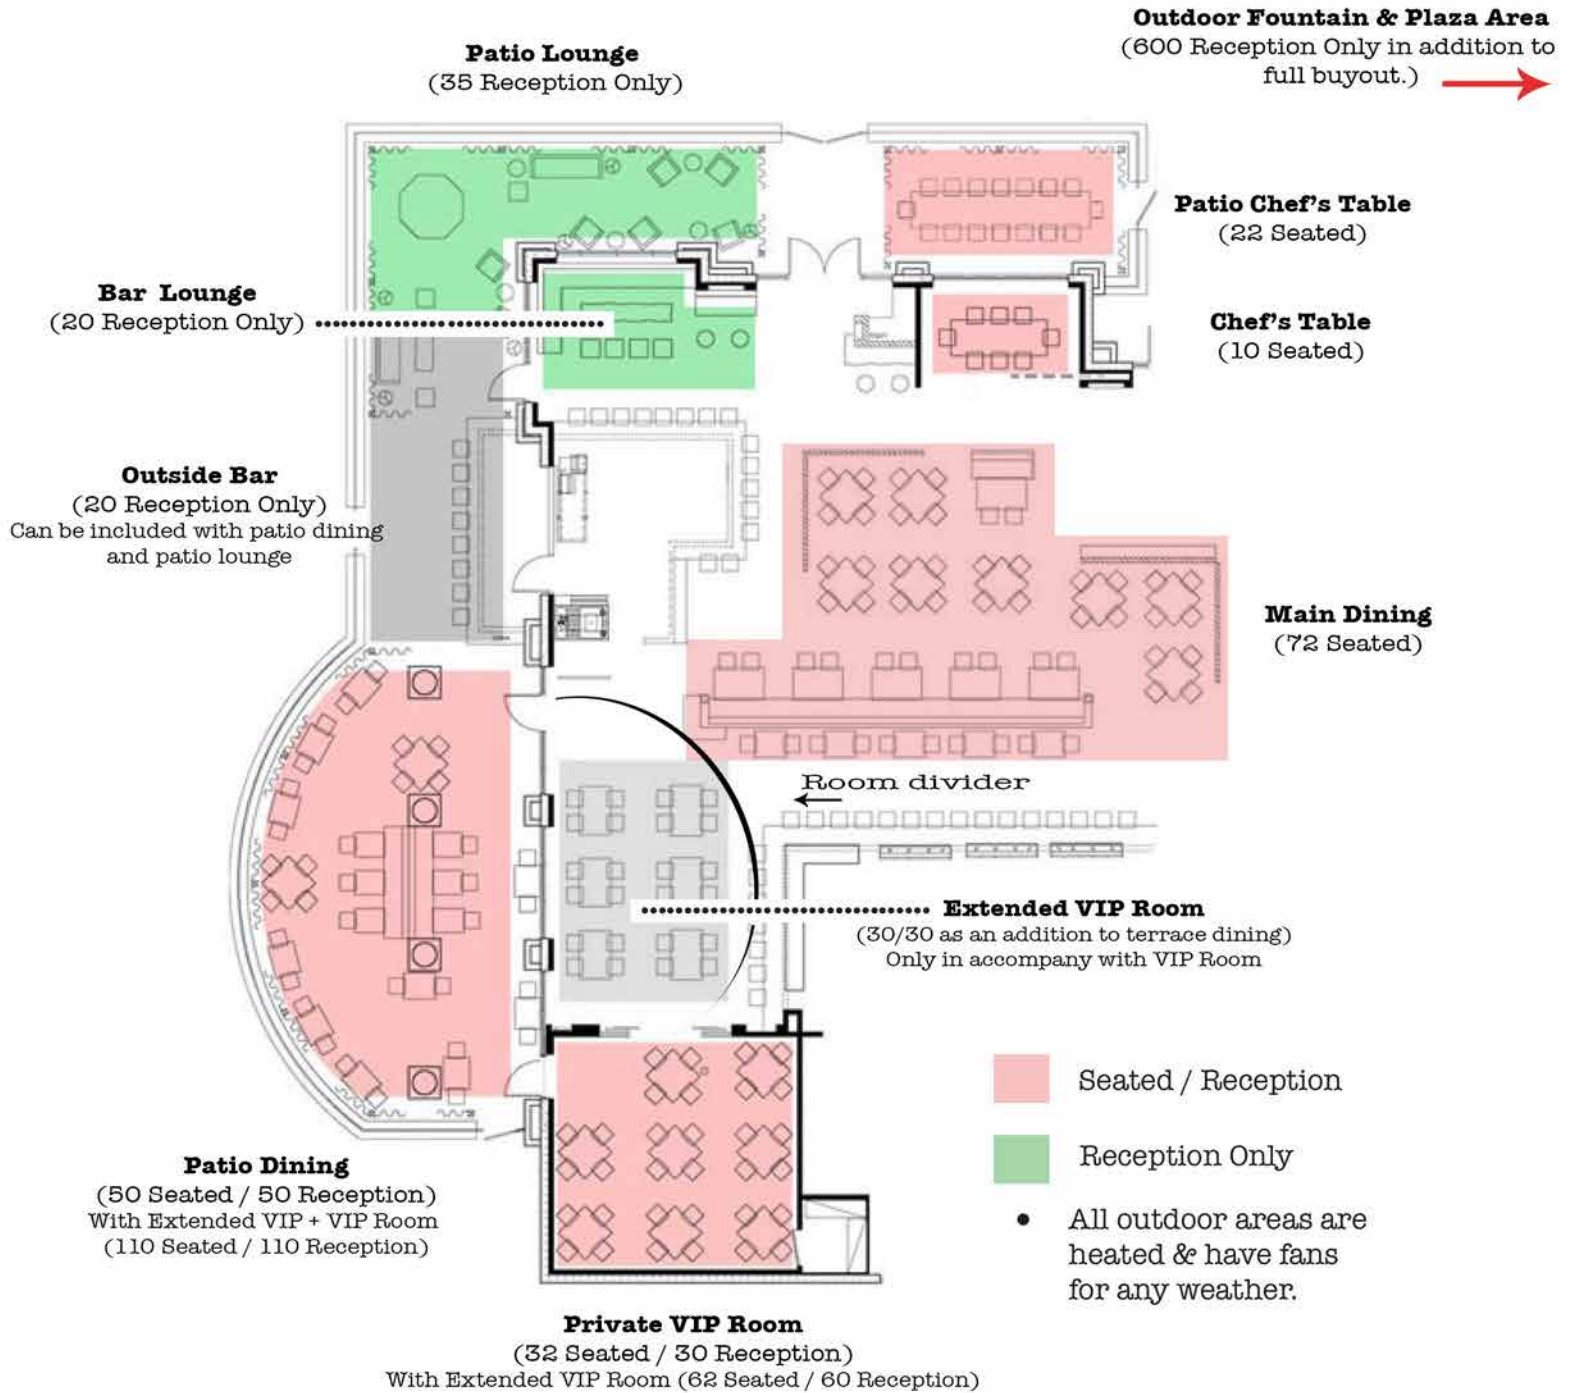 Outdoor Fountain & Plaza Area
(600 Reception Only in addition to
full buyout.)
Patio Lounge
(35 Reception Only)
Patio Chef's Table
(22 Seated)
Bar Lounge
(20 Reception Only)
Chef's Table
(10 Seated)
Outside Bar
(20 Reception Only)
Can be included with patio dining
and patio lounge
Main Dining
(72 Seated)
Room divider
Extended VIP Room
(30/30 as an addition to terrace dining)
Only in accompany with VIP Room
Seated / Reception
Reception Only
• All outdoor areas are
heated & have fans
for any weather.
Patio Dining
(50 Seated / 50 Reception)
With Extended VIP + VIP Room
(110 Seated / 110 Reception)
Private VIP Room
(32 Seated / 30 Reception)
With Extended VIP Room (62 Seated / 60 Reception)